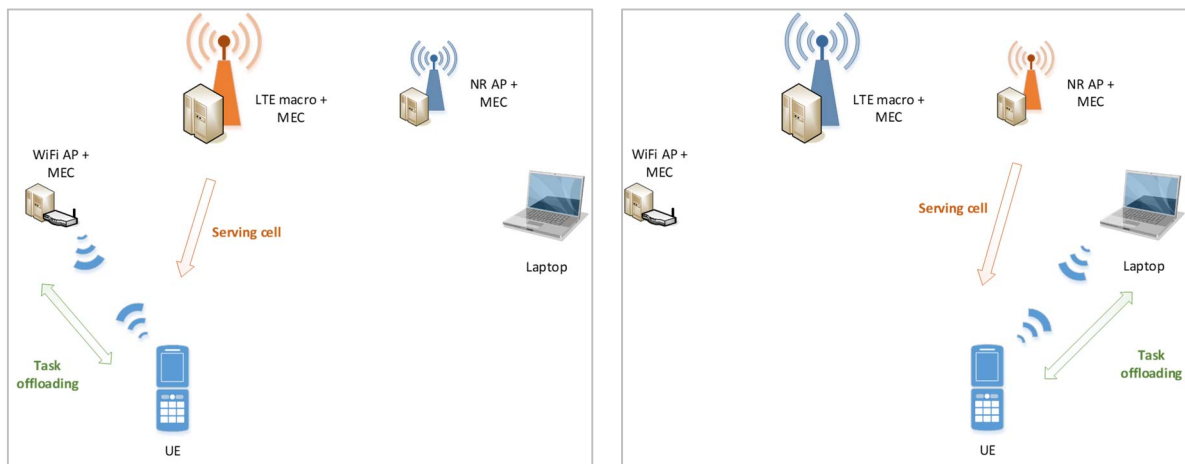 LTE macro +
MEC
NR AP +
MEC
WiFi AP +
MEC
Serving cell
Laptop
Task
offloading
UE
LTE macro +
MEC
NR AP +
MEC
WiFi AP +
MEC
Serving cell
Laptop
Task
offloading
UE